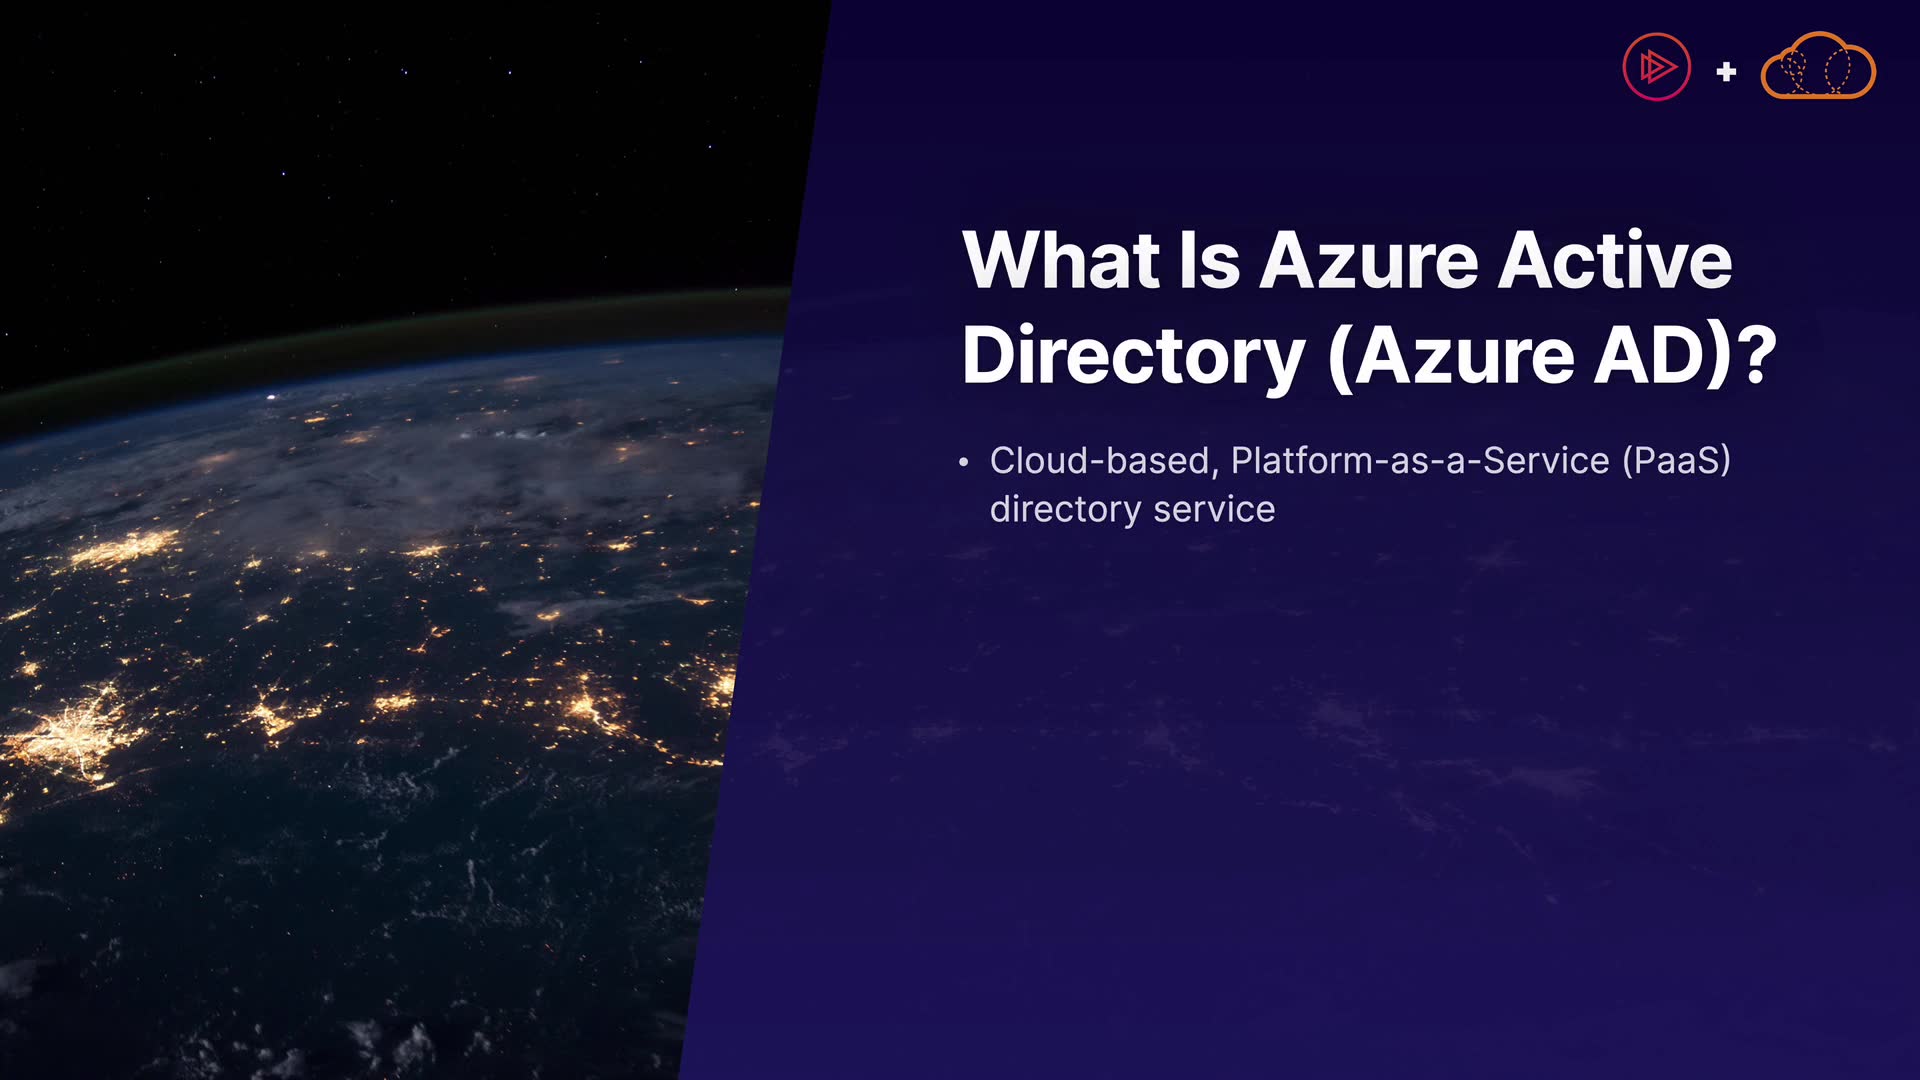 What Is Azure Active
Directory (Azure AD)?
• Cloud-based, Platform-as-a-Service (PaaS)
directory service